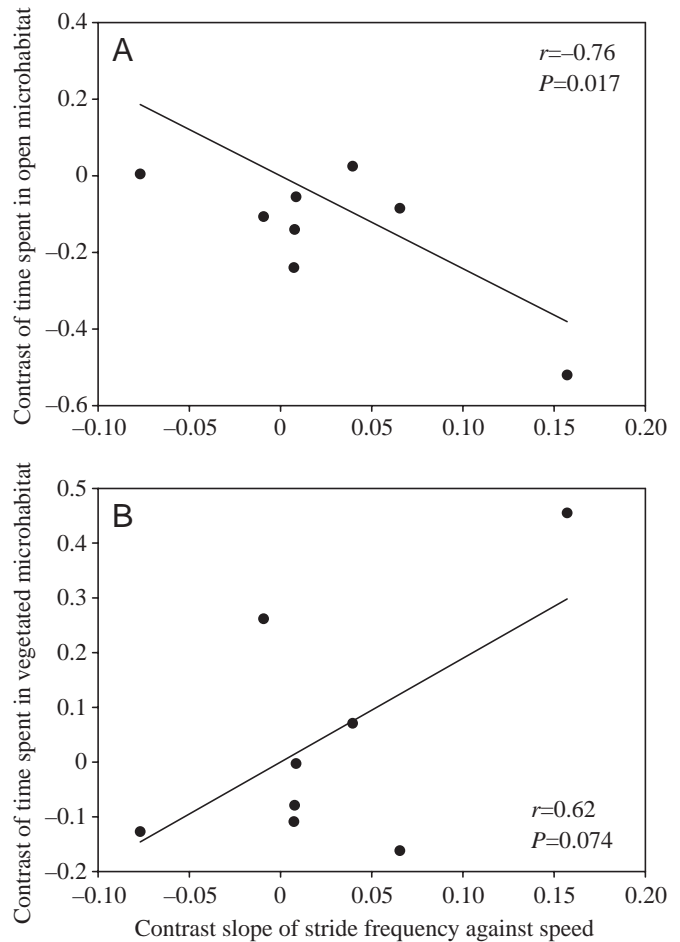 A
r=–0.76
P=0.017
Contrast of time spent in open microhabitat
0.4
0.2
0
–0.2
–0.4
–0.6
–0.10 –0.05 0 0.05 0.10 0.15 0.20
B
r=0.62
P=0.074
Contrast of time spent in vegetated microhabitat
0.5
0.4
0.3
0.2
0.1
0
–0.1
–0.2
–0.10 –0.05 0 0.05 0.10 0.15 0.20
Contrast slope of stride frequency against speed